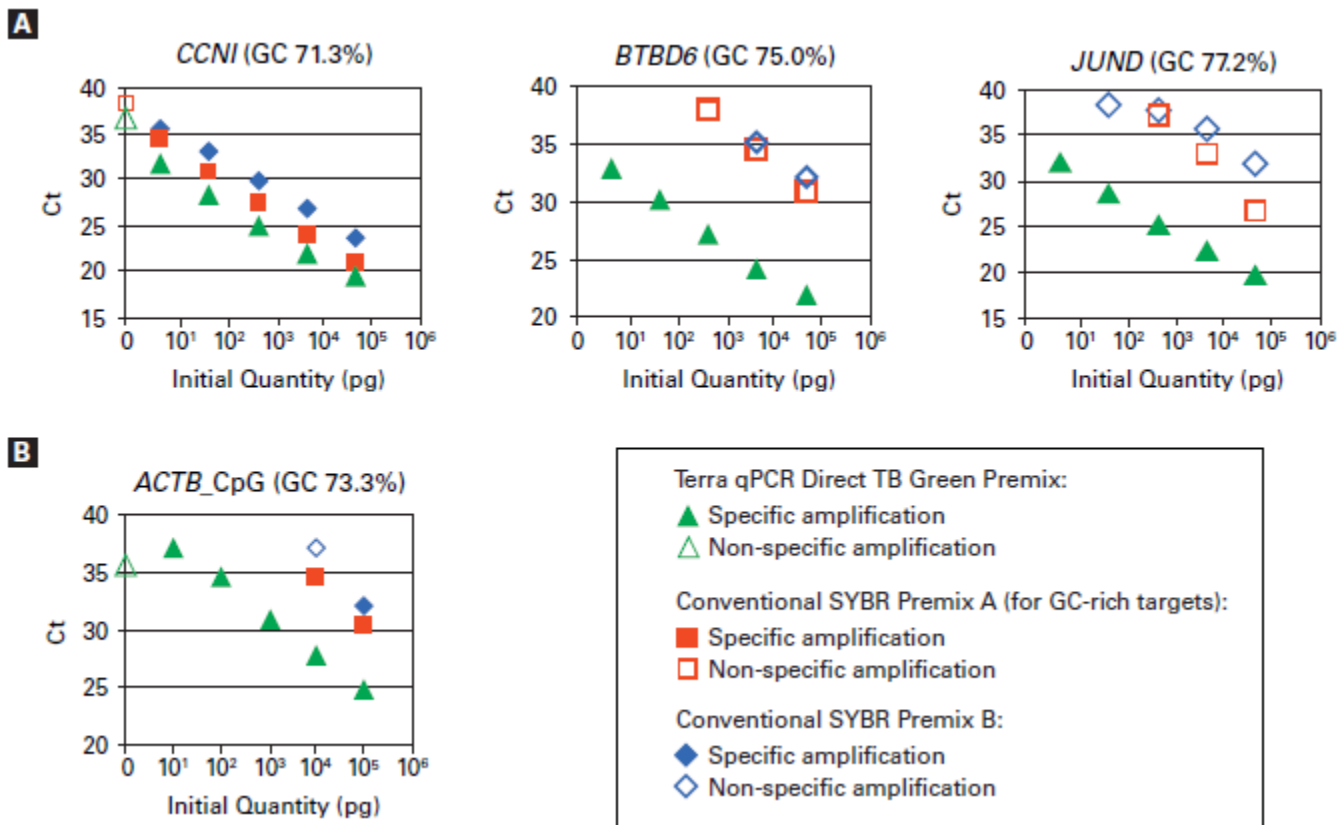 A
CCNI (GC 71.3%)
40
35
30
25
20
15
Ct
0 10¹ 10² 10³ 10⁴ 10⁵ 10⁶
Initial Quantity (pg)
BTBD6 (GC 75.0%)
40
35
30
25
20
Ct
0 10¹ 10² 10³ 10⁴ 10⁵ 10⁶
Initial Quantity (pg)
JUND (GC 77.2%)
40
35
30
25
20
15
Ct
0 10¹ 10² 10³ 10⁴ 10⁵ 10⁶
Initial Quantity (pg)
B
ACTB_CpG (GC 73.3%)
40
35
30
25
20
Ct
0 10¹ 10² 10³ 10⁴ 10⁵ 10⁶
Initial Quantity (pg)
Terra qPCR Direct TB Green Premix:
Specific amplification
Non-specific amplification
Conventional SYBR Premix A (for GC-rich targets):
Specific amplification
Non-specific amplification
Conventional SYBR Premix B:
Specific amplification
Non-specific amplification